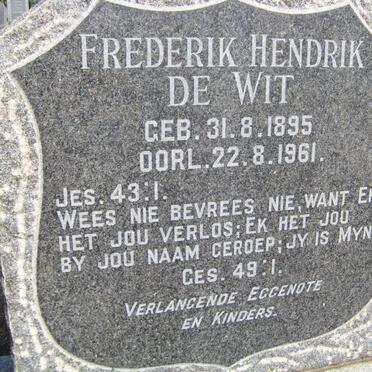 FREDERIK HENDRIK
DE WIT
GEB. 31.8.1895
OORL. 22.8.1961.
JES. 43:1.
WEES NIE BEVREES NIE, WANT EK
HET JOU VERLOS; EK HET JOU
BY JOU NAAM GEROEP; JY IS MYN
GES. 49:1.
VERLANGENDE EGGENOTE
EN KINDERS.